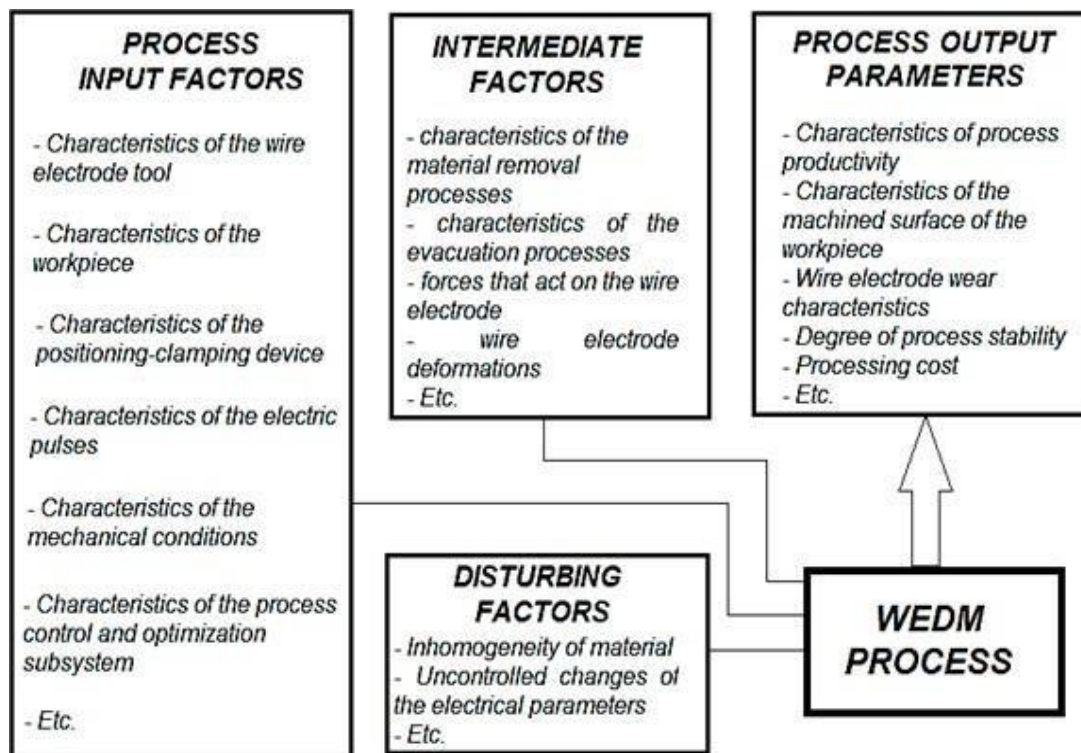 PROCESS
INPUT FACTORS
- Characteristics of the wire
electrode tool
- Characteristics of the
workpiece
- Characteristics of the
positioning-clamping device
- Characteristics of the electric
pulses
- Characteristics of the
mechanical conditions
- Characteristics of the process
control and optimization
subsystem
- Etc.
INTERMEDIATE
FACTORS
- characteristics of the
material removal
processes
- characteristics of the
evacuation processes
- forces that act on the wire
electrode
- wire electrode
deformations
- Etc.
PROCESS OUTPUT
PARAMETERS
- Characteristics of process
productivity
- Characteristics of the
machined surface of the
workpiece
- Wire electrode wear
characteristics
- Degree of process stability
- Processing cost
- Etc.
DISTURBING
FACTORS
- Inhomogeneity of material
- Uncontrolled changes of
the electrical parameters
- Etc.
WEDM
PROCESS